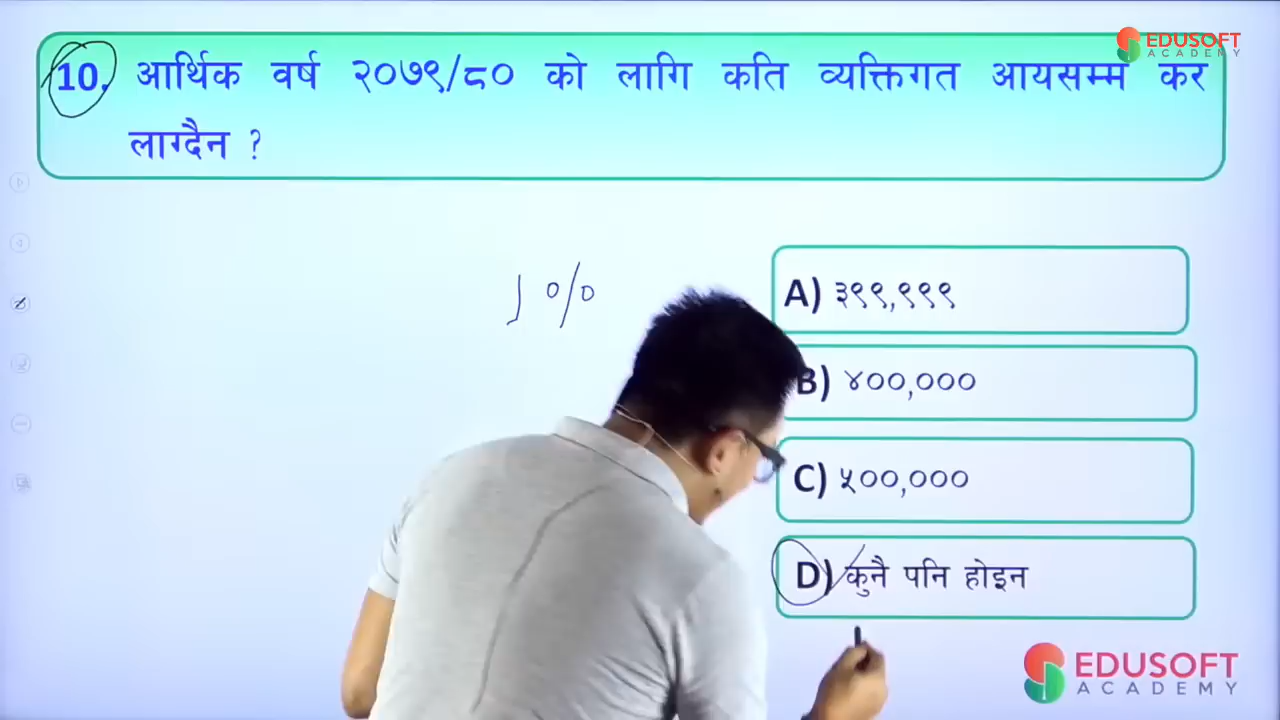 EDUSOFT
ACADEMY
10. आर्थिक वर्ष २०७९/८० को लागि कति व्यक्तिगत आयसम्म कर
लाग्दैन ?
१ %
A) ३९९,९९९
B) ४००,०००
C) ५००,०००
D) कुनै पनि होइन
EDUSOFT
ACADEMY